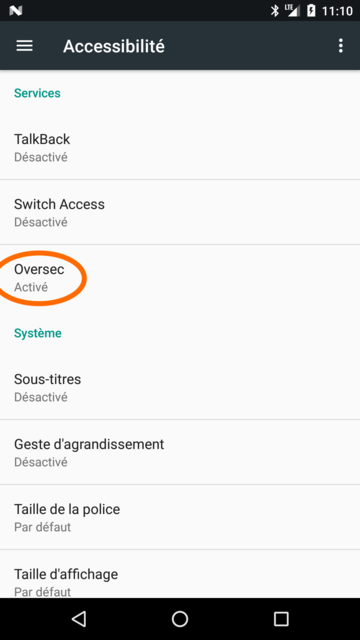 LTE 11:10
Accessibilité
Services
TalkBack
Désactivé
Switch Access
Désactivé
Oversec
Activé
Système
Sous-titres
Désactivé
Geste d'agrandissement
Désactivé
Taille de la police
Par défaut
Taille d'affichage
Par défaut